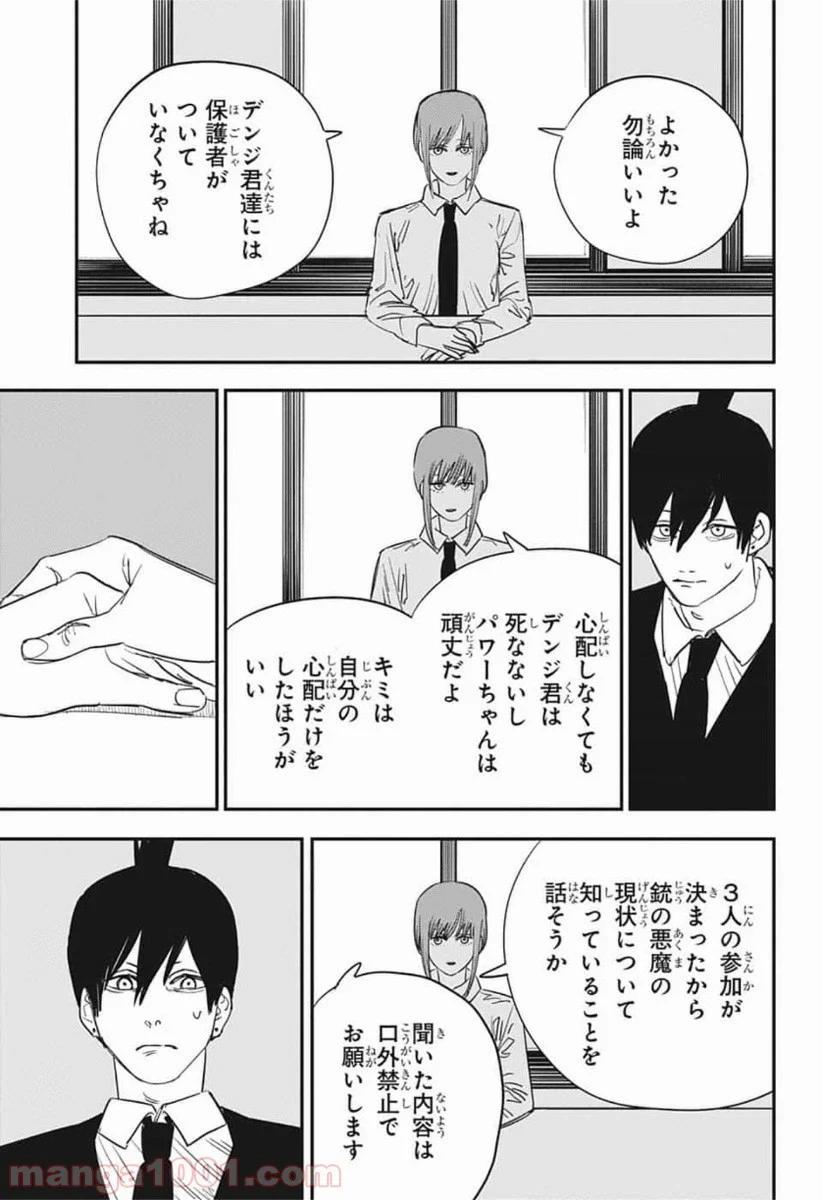 よかった
勿論いいよ
デンジ君達には
保護者が
ついて
いなくちゃね
心配しなくても
デンジ君は
死なないし
パワーちゃんは
頑丈だよ
キミは
自分の
心配だけを
したほうが
いい
３人の参加が
決まったから
銃の悪魔の
現状について
知っていることを
話そうか
聞いた内容は
口外禁止で
お願いします
manga1001.com